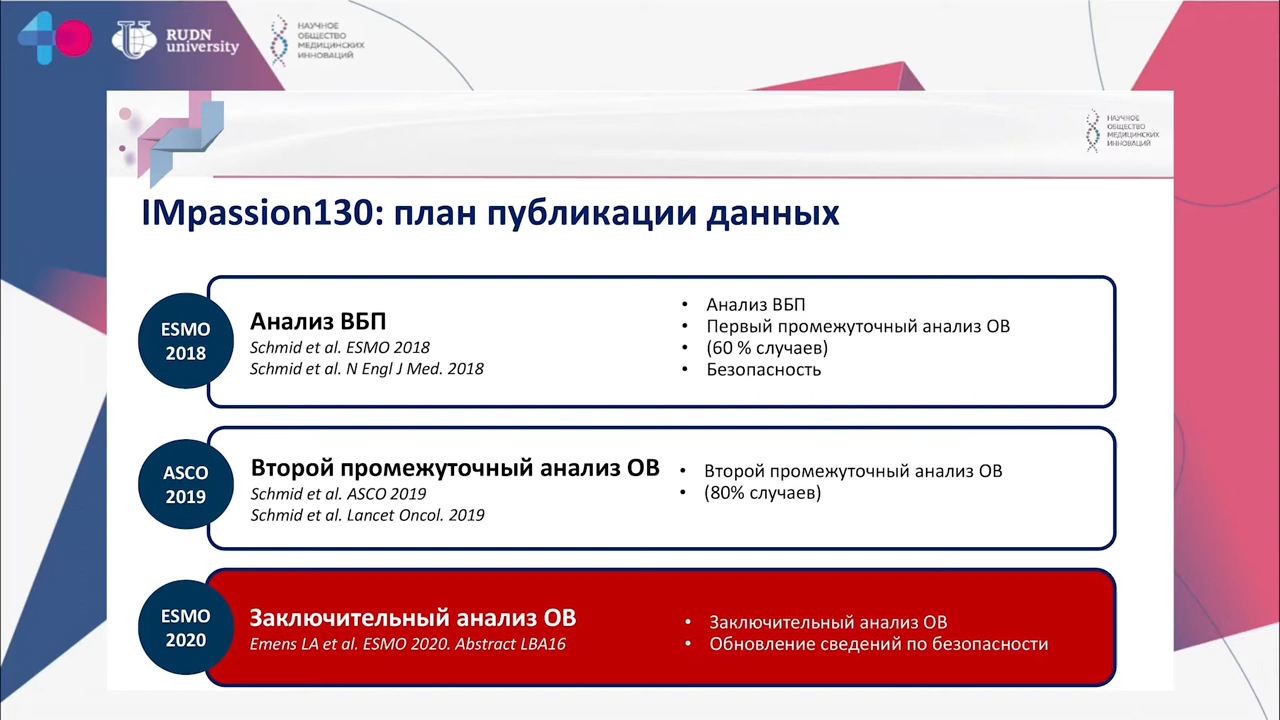 40
RUDN
university
НАУЧНОЕ
ОБЩЕСТВО
МЕДИЦИНСКИХ
ИННОВАЦИЙ
НАУЧНОЕ
ОБЩЕСТВО
МЕДИЦИНСКИХ
ИННОВАЦИЙ
IMpassion130: план публикации данных
ESMO
2018
Анализ ВБП
Schmid et al. ESMO 2018
Schmid et al. N Engl J Med. 2018
• Анализ ВБП
• Первый промежуточный анализ ОВ
• (60 % случаев)
• Безопасность
ASCO
2019
Второй промежуточный анализ ОВ
Schmid et al. ASCO 2019
Schmid et al. Lancet Oncol. 2019
• Второй промежуточный анализ ОВ
• (80% случаев)
ESMO
2020
Заключительный анализ ОВ
Emens LA et al. ESMO 2020. Abstract LBA16
• Заключительный анализ ОВ
• Обновление сведений по безопасности